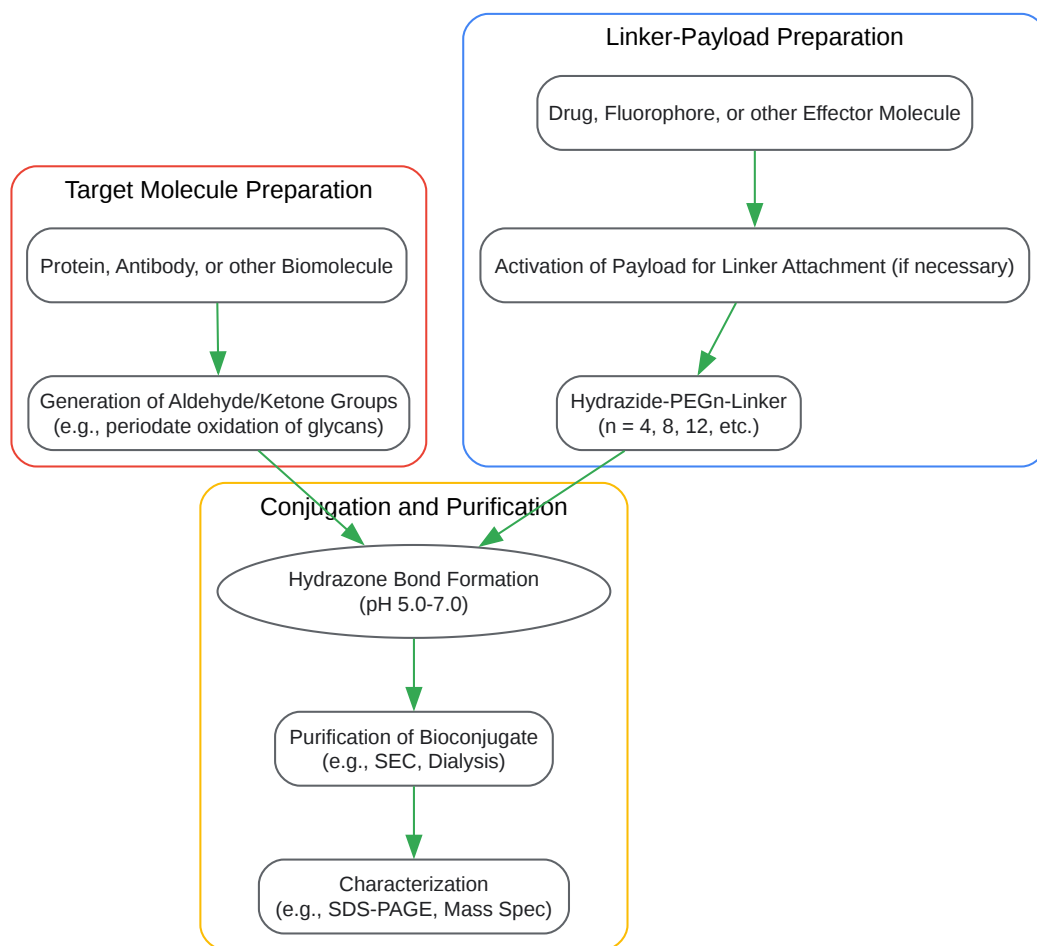 Linker-Payload Preparation
Drug, Fluorophore, or other Effector Molecule
Activation of Payload for Linker Attachment (if necessary)
Hydrazide-PEGn-Linker
(n = 4, 8, 12, etc.)
Target Molecule Preparation
Protein, Antibody, or other Biomolecule
Generation of Aldehyde/Ketone Groups
(e.g., periodate oxidation of glycans)
Conjugation and Purification
Hydrazone Bond Formation
(pH 5.0-7.0)
Purification of Bioconjugate
(e.g., SEC, Dialysis)
Characterization
(e.g., SDS-PAGE, Mass Spec)